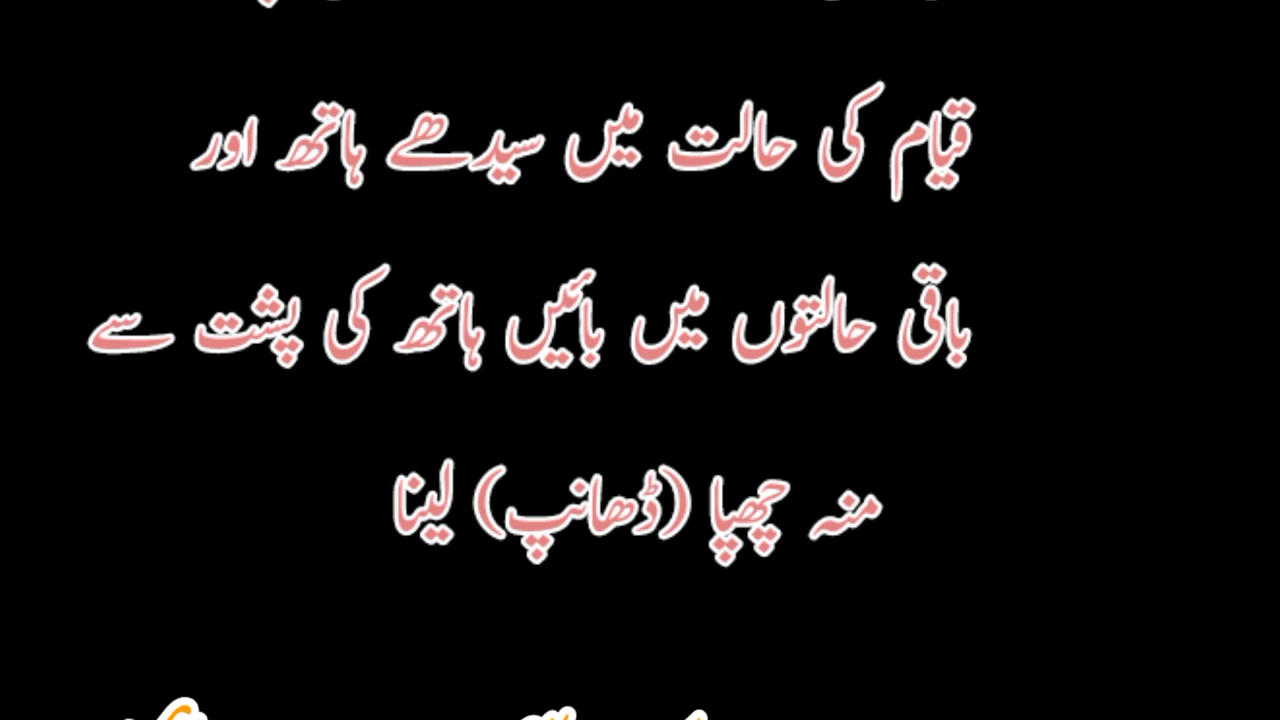 قیام کی حالت میں سیدھے ہاتھ اور
باقی حالتوں میں بائیں ہاتھ کی پشت سے
منہ چھپا (ڈھانپ) لینا